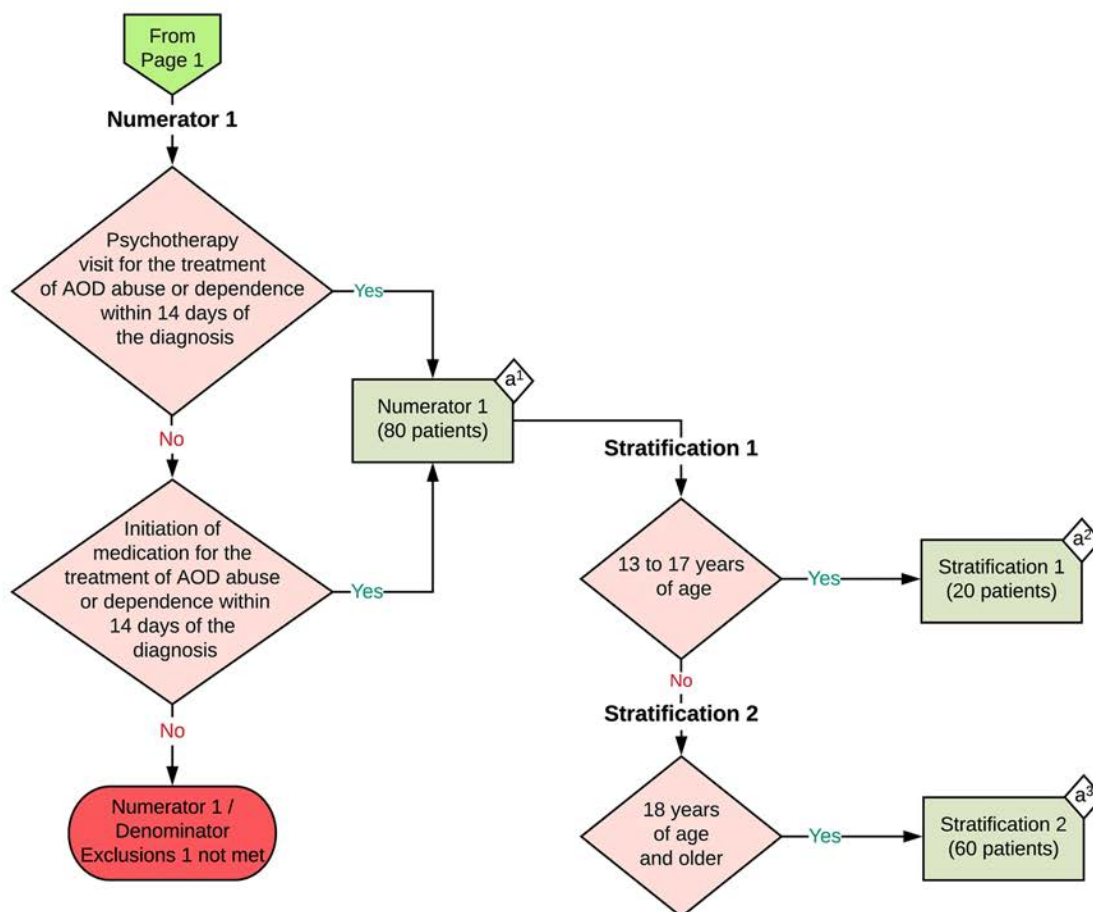 From
Page 1
Numerator 1
Psychotherapy
visit for the treatment
of AOD abuse or dependence
within 14 days of
the diagnosis
Yes
No
Numerator 1
(80 patients)
a¹
Initiation of
medication for the
treatment of AOD abuse
or dependence within
14 days of the
diagnosis
Yes
No
Numerator 1 /
Denominator
Exclusions 1 not met
Stratification 1
13 to 17 years
of age
Yes
Stratification 1
(20 patients)
a²
No
Stratification 2
18 years
of age
and older
Yes
Stratification 2
(60 patients)
a³